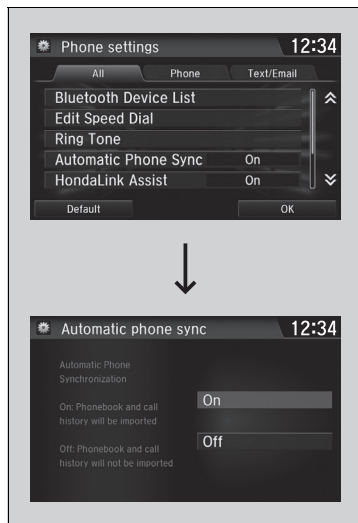 Phone settings 12:34
All Phone Text/Email
Bluetooth Device List
Edit Speed Dial
Ring Tone
Automatic Phone Sync On
HondaLink Assist On
Default OK
Automatic phone sync 12:34
Automatic Phone
Synchronization
On: Phonebook and call
history will be imported
Off: Phonebook and call
history will not be imported
On
Off